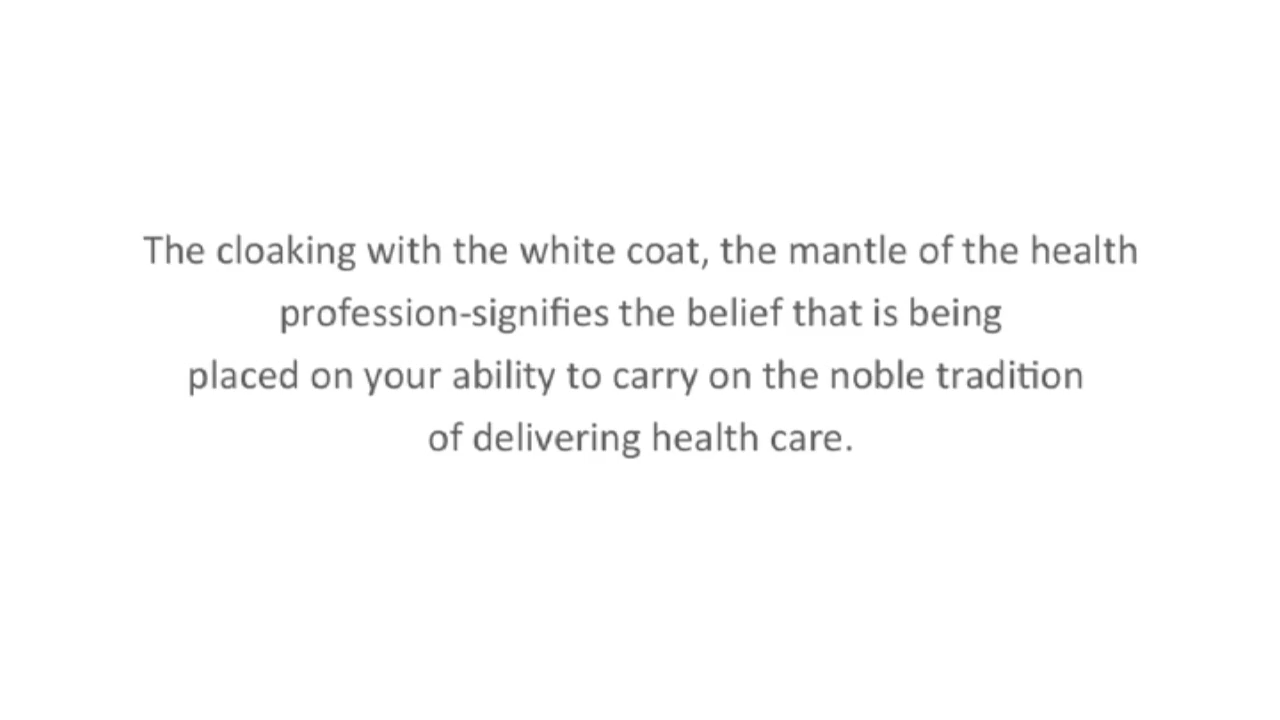 The cloaking with the white coat, the mantle of the health
profession-signifies the belief that is being
placed on your ability to carry on the noble tradition
of delivering health care.